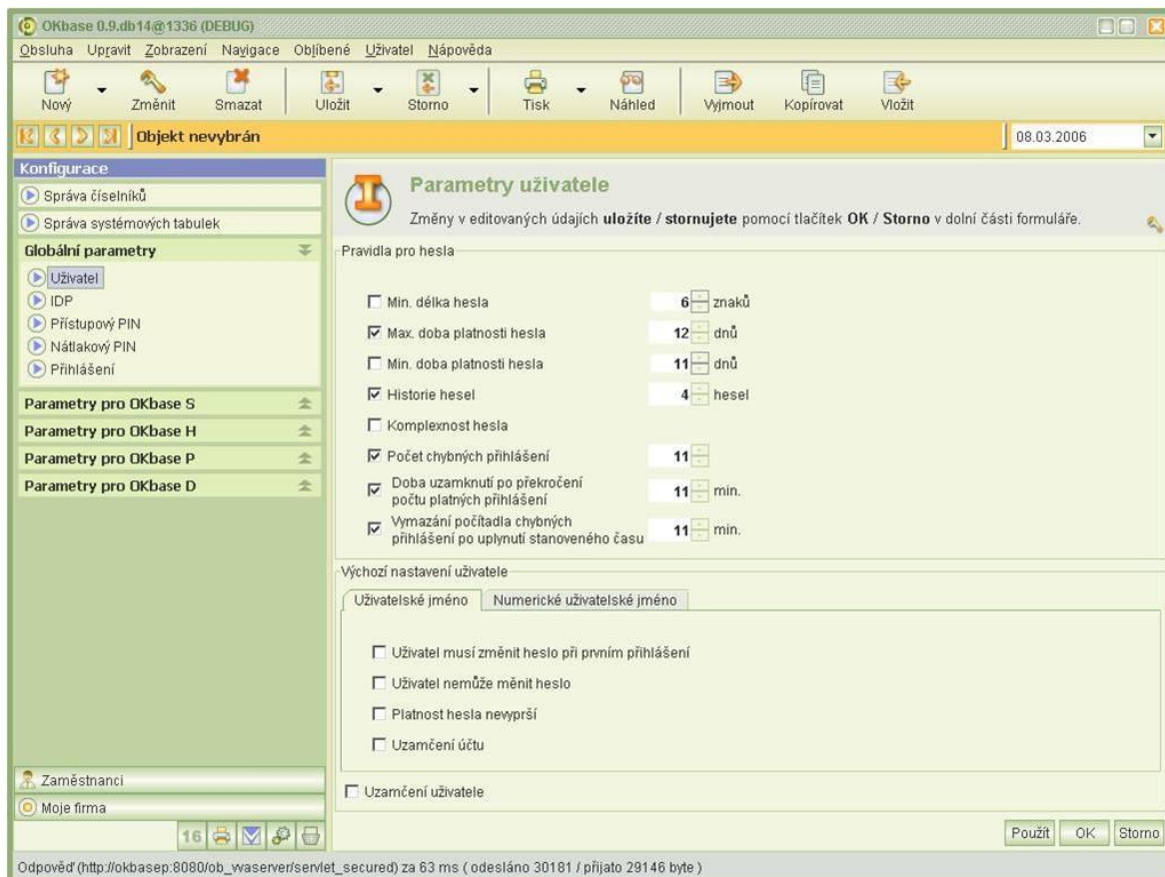 OKbase 0.9.db14@1336 (DEBUG)
Obsluha Upravit Zobrazení Navigace Oblíbené Uživatel Nápověda
Nový Změnit Smazat Uložit Storno Tisk Náhled Vyjmout Kopírovat Vložit
Objekt nevybrán 08.03.2006
Konfigurace
Správa číselníků
Správa systémových tabulek
Globální parametry
Uživatel
IDP
Přístupový PIN
Nátlakový PIN
Přihlášení
Parametry pro OKbase S
Parametry pro OKbase H
Parametry pro OKbase P
Parametry pro OKbase D
Zaměstnanci
Moje firma
16
Parametry uživatele
Změny v editovaných údajích uložíte / stornujete pomocí tlačítek OK / Storno v dolní části formuláře.
Pravidla pro hesla
Min. délka hesla 6 znaků
Max. doba platnosti hesla 12 dnů
Min. doba platnosti hesla 11 dnů
Historie hesel 4 hesel
Komplexnost hesla
Počet chybných přihlášení 11
Doba uzamknutí po překročení
počtu platných přihlášení 11 min.
Vymazání počítadla chybných
přihlášení po uplynutí stanoveného času 11 min.
Výchozí nastavení uživatele
Uživatelské jméno Numerické uživatelské jméno
Uživatel musí změnit heslo při prvním přihlášení
Uživatel nemůže měnit heslo
Platnost hesla nevyprší
Uzamčení účtu
Uzamčení uživatele
Použít OK Storno
Odpověď (http://okbasep:8080/ob_vvaserver/servlet_secured) za 63 ms ( odesláno 30181 / přijato 29146 byte )